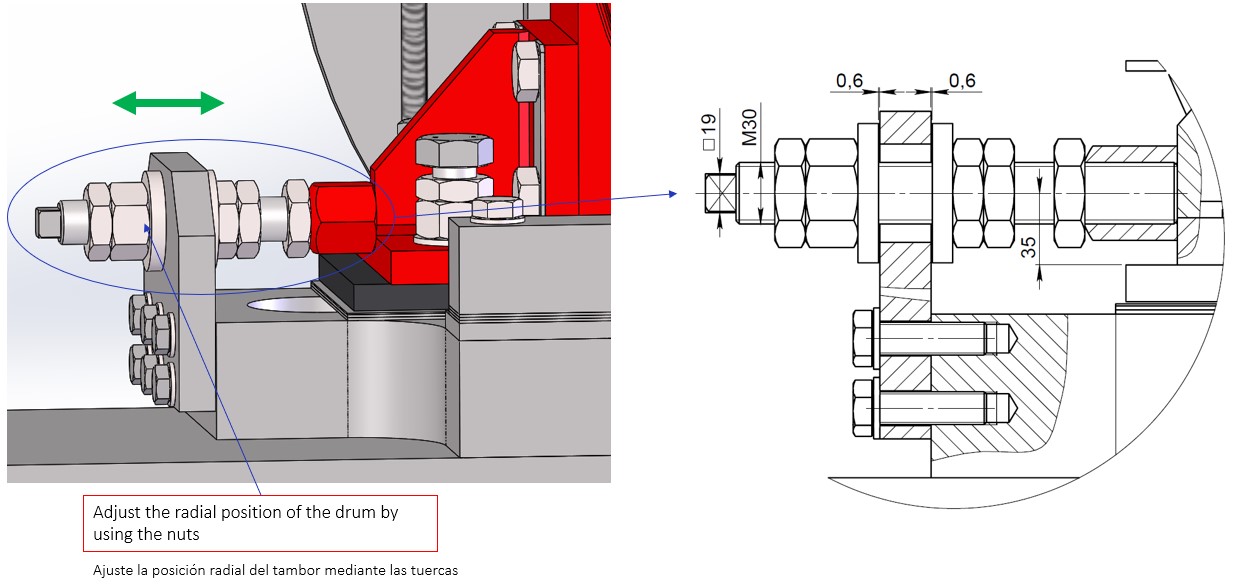 0,6 0,6
□19
M30
35
Adjust the radial position of the drum by
using the nuts
Ajuste la posición radial del tambor mediante las tuercas